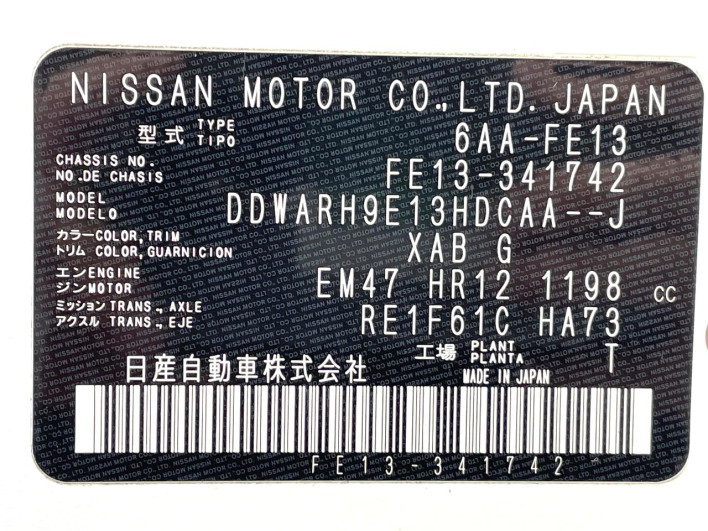 NISSAN MOTOR CO.,LTD. JAPAN
型式 TYPE TIPO 6AA-FE13
CHASSIS NO.
NO.DE CHASIS FE13-341742
MODEL
MODELO DDWARH9E13HDCAA--J
カラーCOLOR,TRIM
トリム COLOR,GUARNICION XAB G
エンENGINE
ジンMOTOR EM47 HR12 1198 cc
ミッション TRANS., AXLE
アクスル TRANS., EJE RE1F61C HA73
工場 PLANT PLANTA T
日産自動車株式会社 MADE IN JAPAN
FE13-341742